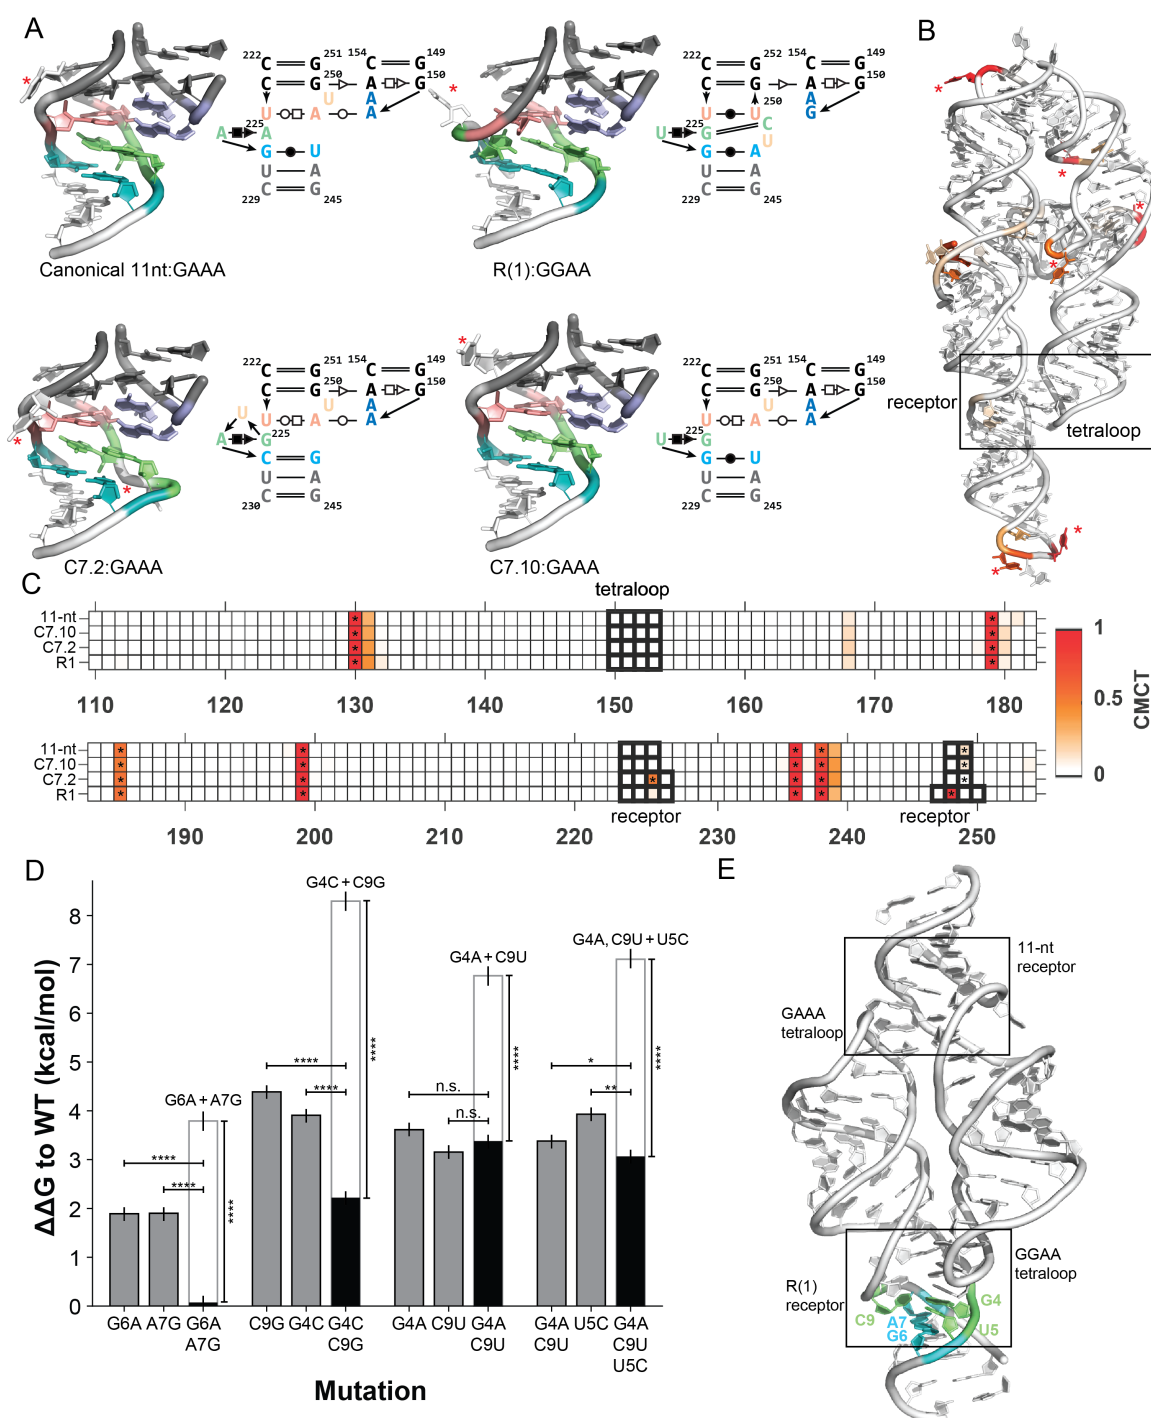 A
B
222 C G 251 154 C G 149
C G 250 A G 150
U
A
U A A
225
A A
G U
U A
C G
229 245
Canonical 11nt:GAAA
*
222 C G 252 154 C G 149
C G A G 150
A
U U G
250
225 C
U G
U
G A
U A
C G
229 245
R(1):GGAA
*
222 C G 251 154 C G 149
C G 250 A G 150
U U A
U A A
A G 225
C G
U A
C G
230 245
C7.2:GAAA
*
*
222 C G 251 154 C G 149
C G 250 A G 150
U A
U A A
225
U G
G U
U A
C G
229 245
C7.10:GAAA
*
*
*
*
*
receptor
tetraloop
*
*
C
tetraloop
11-nt
C7.10
C7.2
R1
110 120 130 140 150 160 170 180
11-nt
C7.10
C7.2
R1
receptor receptor
190 200 210 220 230 240 250
1
0.5
0
CMCT
D
ΔΔG to WT (kcal/mol)
8
7
6
5
4
3
2
1
0
G6A + A7G
****
****
****
G4C + C9G
****
****
****
G4A + C9U
n.s.
n.s.
****
G4A, C9U + U5C
*
**
****
G6A A7G G6A C9G G4C G4C G4A C9U G4A G4A U5C G4A
A7G C9G C9U C9U C9U
U5C
Mutation
E
11-nt
receptor
GAAA
tetraloop
GGAA
tetraloop
R(1)
receptor
G4
C9 A7 U5
G6